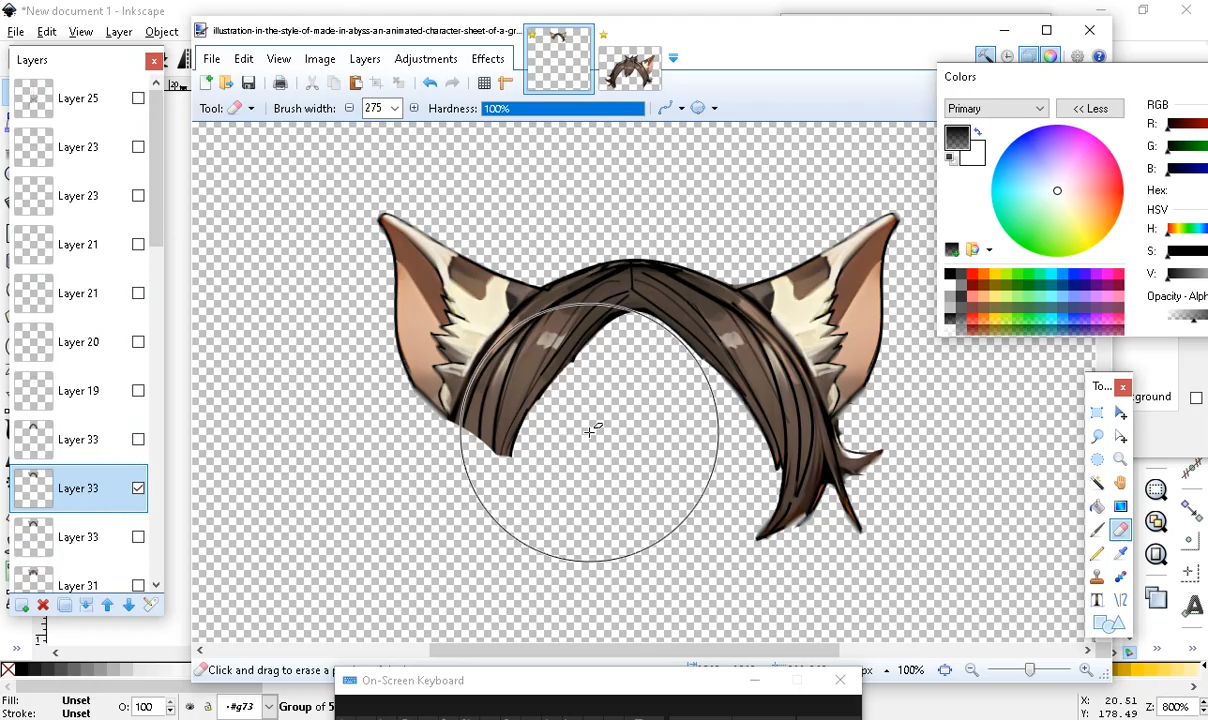 *New document 1 - Inkscape
File Edit View Layer Object
Layers
Layer 25
Layer 23
Layer 23
Layer 21
Layer 21
Layer 20
Layer 19
Layer 33
Layer 33
Layer 33
Layer 31
illustration-in-the-style-of-made-in-abyss-an-animated-character-sheet-of-a-gr...
File Edit View Image Layers Adjustments Effects
Tool: Brush width: 275 Hardness: 100%
Colors
Primary << Less
RGB
R:
G:
B:
Hex:
HSV
H:
S:
V:
Opacity - Alph
To...
ground
Click and drag to erase a
px 100%
On-Screen Keyboard
Fill: Unset
Stroke: Unset
O: 100
#g73 Group of 5
X: 20.51
Y: 178.49
Z: 800%